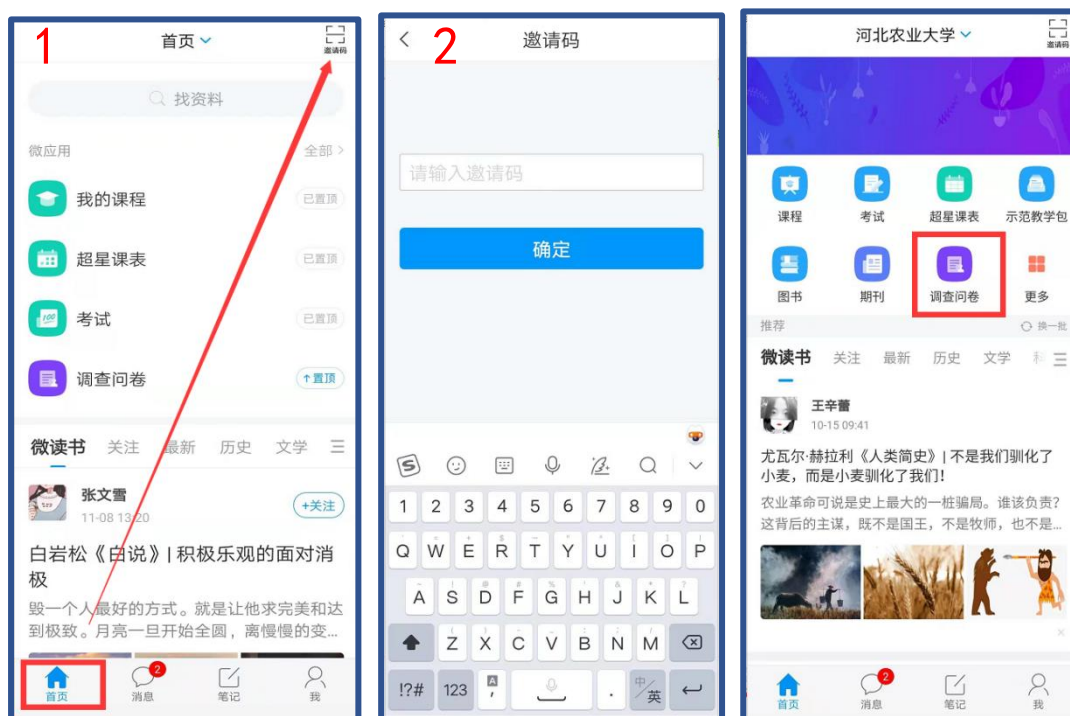 1
首页
邀请码
找资料
微应用
全部 >
我的课程
已置顶
超星课表
已置顶
100
考试
已置顶
调查问卷
↑置顶
微读书 关注 最新 历史 文学
张文雪
11-08 13:20
+关注
白岩松《白说》| 积极乐观的面对消
极
毁一个人最好的方式。就是让他求完美和达
到极致。月亮一旦开始全圆，离慢慢的变...
首页
2
消息
笔记
我
2
邀请码
请输入邀请码
确定
1 2 3 4 5 6 7 8 9 0
Q W E R T Y U I O P
A S D F G H J K L
Z X C V B N M
!?# 123 , . 中/英
河北农业大学
邀请码
课程 考试 超星课表 示范教学包
图书 期刊 调查问卷 更多
推荐
换一批
微读书 关注 最新 历史 文学
王辛蕾
10-15 09:41
尤瓦尔·赫拉利《人类简史》| 不是我们驯化了
小麦，而是小麦驯化了我们！
农业革命可说是史上最大的一桩骗局。谁该负责？
这背后的主谋，既不是国王，不是牧师，也不是...
首页
2
消息
笔记
我